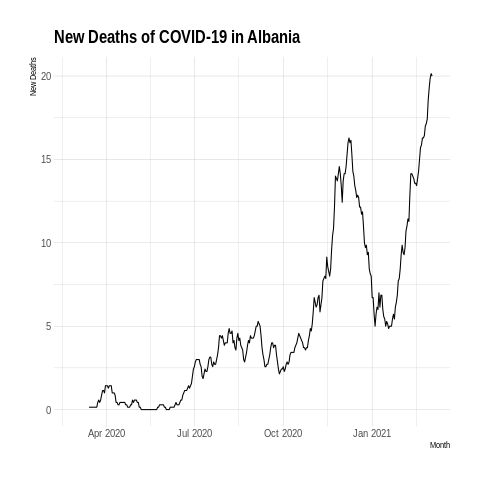 New Deaths of COVID-19 in Albania
New Deaths
20
15
10
5
0
Apr 2020 Jul 2020 Oct 2020 Jan 2021
Month